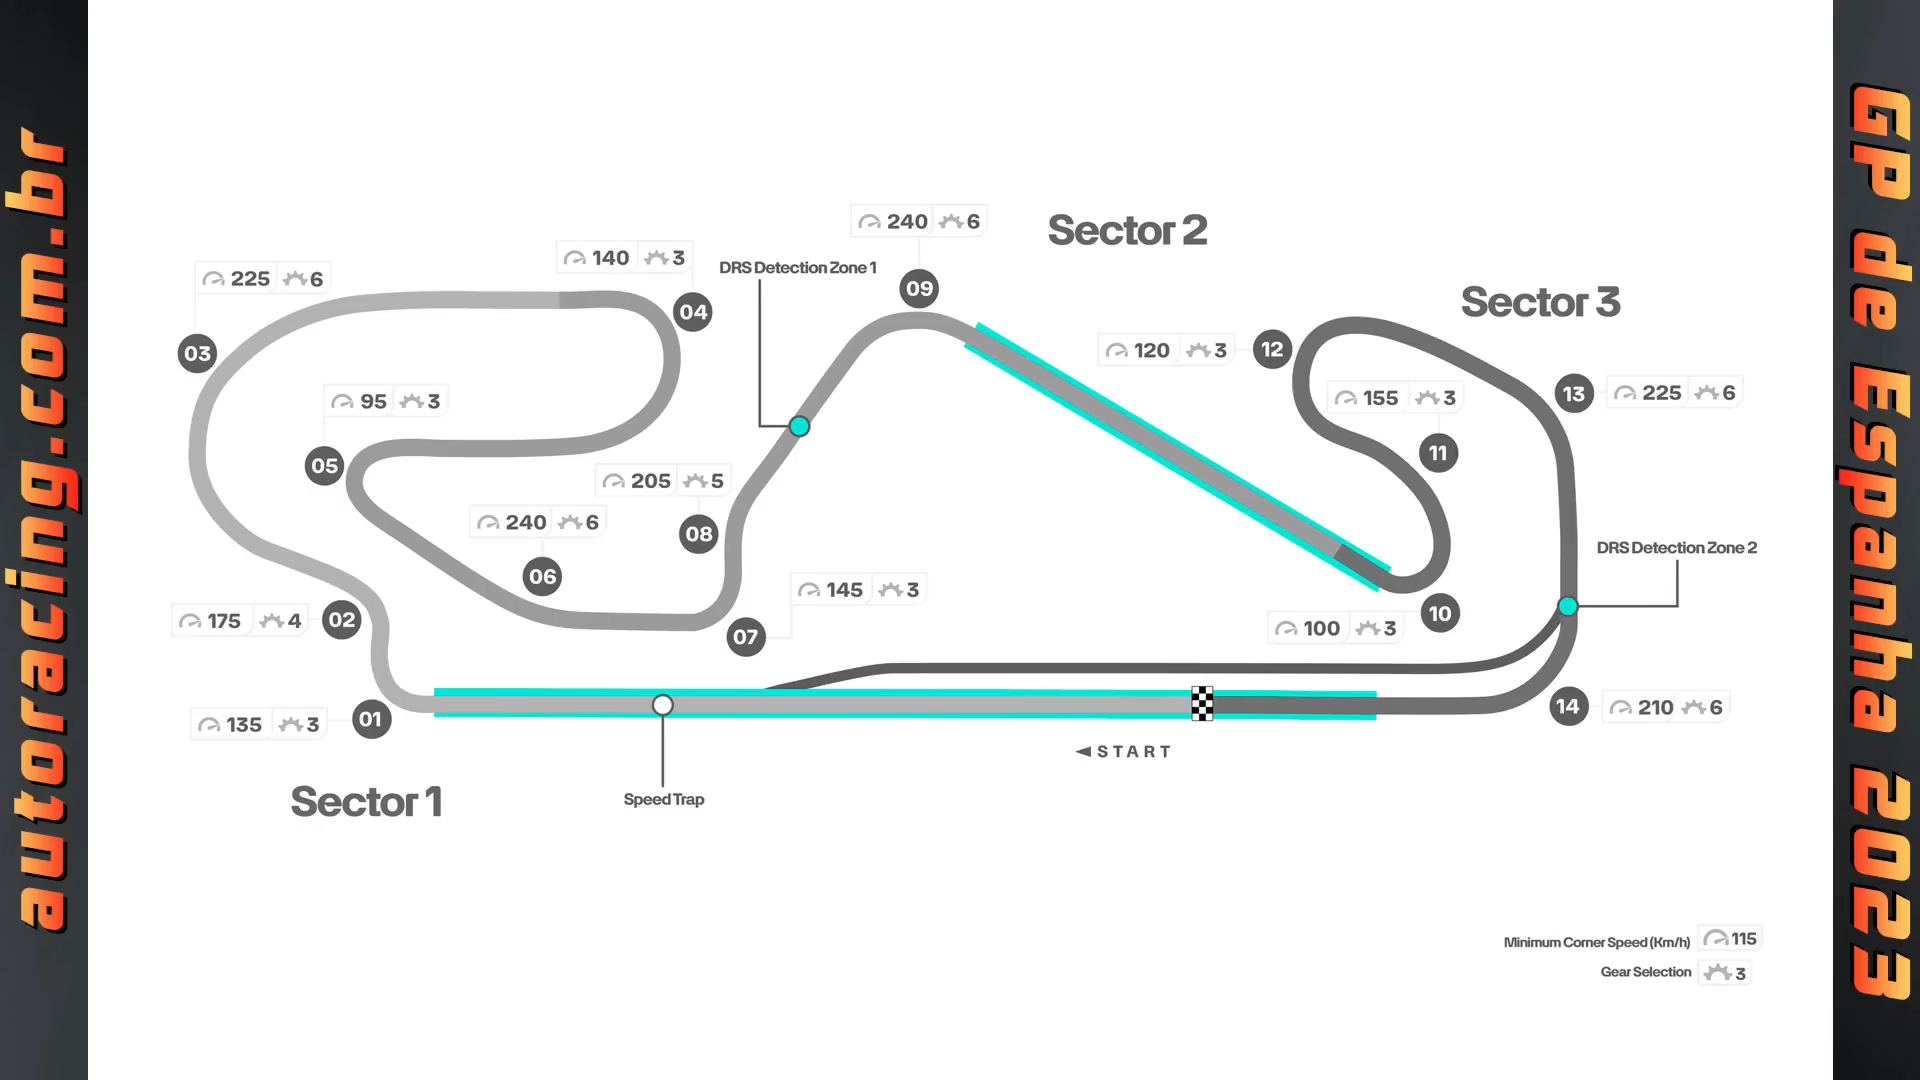 autoracing.com.br
GP de Espanha 2023
Sector 2
240 6
09
140 3
04
DRS Detection Zone 1
225 6
03
Sector 3
120 3
12
13
225 6
155 3
11
95 3
05
205 5
08
240 6
06
DRS Detection Zone 2
145 3
07
100 3
10
175 4
02
135 3
01
14
210 6
START
Sector 1
Speed Trap
Minimum Corner Speed (Km/h) 115
Gear Selection 3